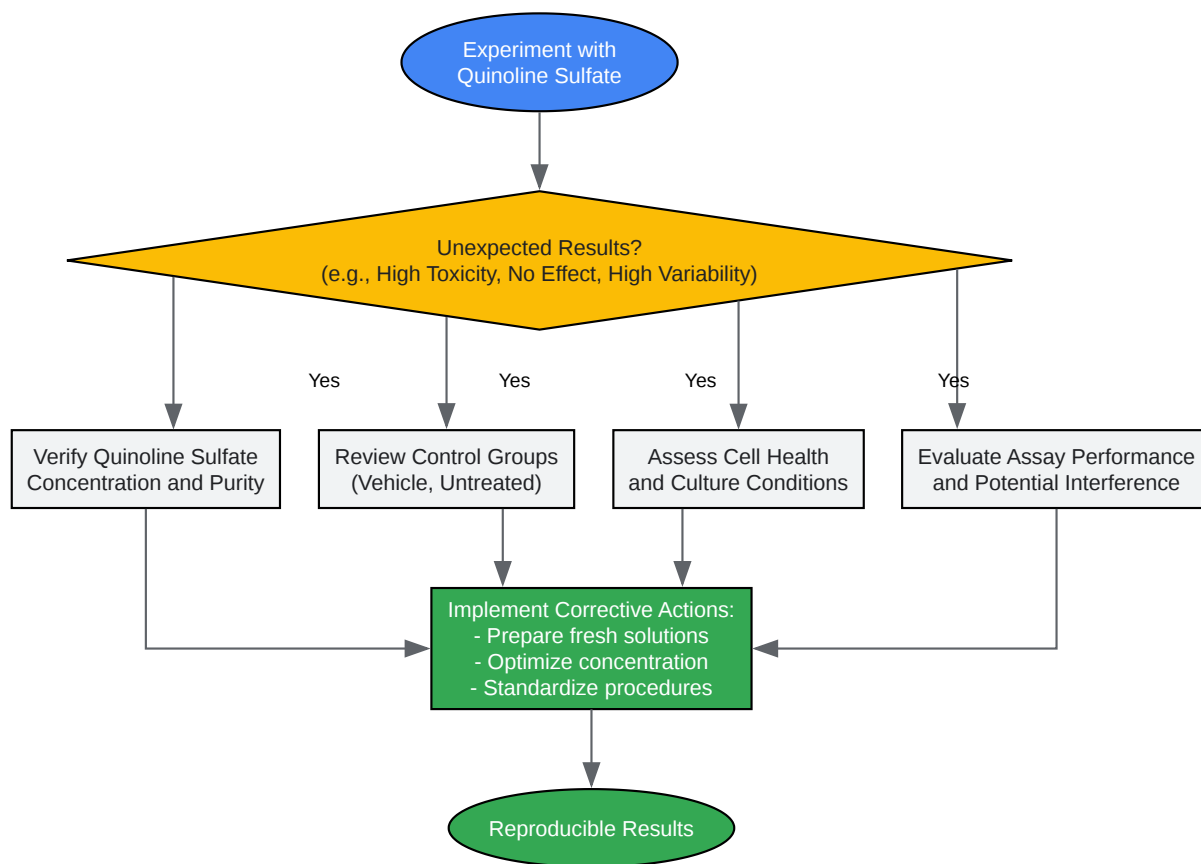 Experiment with
Quinoline Sulfate
Unexpected Results?
(e.g., High Toxicity, No Effect, High Variability)
Yes
Yes
Yes
Yes
Verify Quinoline Sulfate
Concentration and Purity
Review Control Groups
(Vehicle, Untreated)
Assess Cell Health
and Culture Conditions
Evaluate Assay Performance
and Potential Interference
Implement Corrective Actions:
- Prepare fresh solutions
- Optimize concentration
- Standardize procedures
Reproducible Results